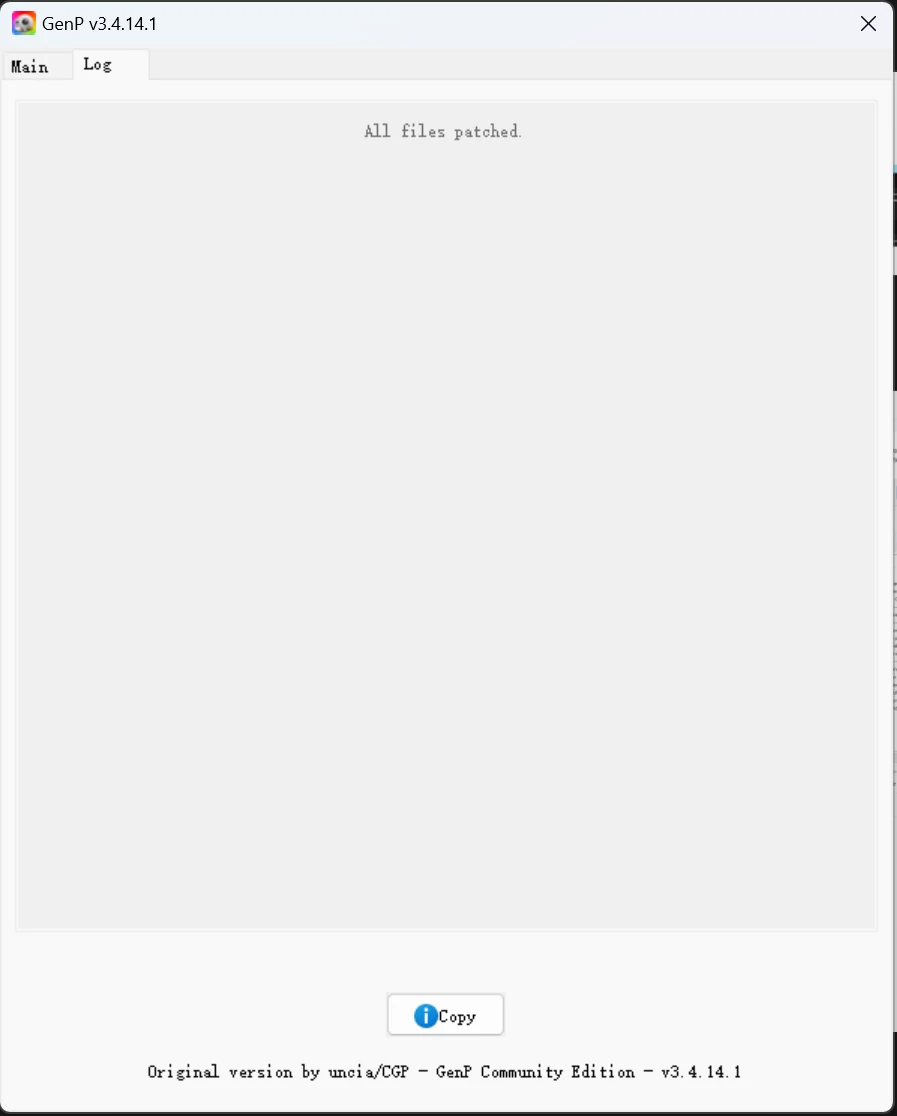 GenP v3.4.14.1
Main
Log
All files patched.
Copy
Original version by uncia/CGP - GenP Community Edition - v3.4.14.1